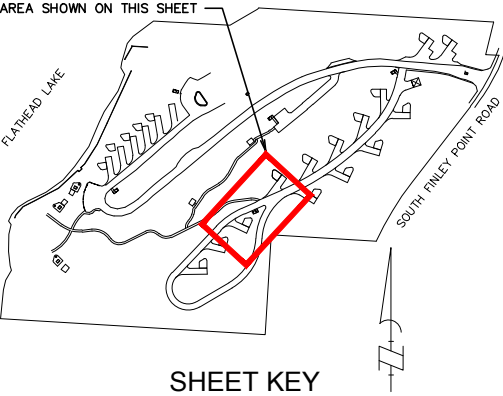 AREA SHOWN ON THIS SHEET
FLATHEAD LAKE
SOUTH FINLEY POINT ROAD
N
SHEET KEY